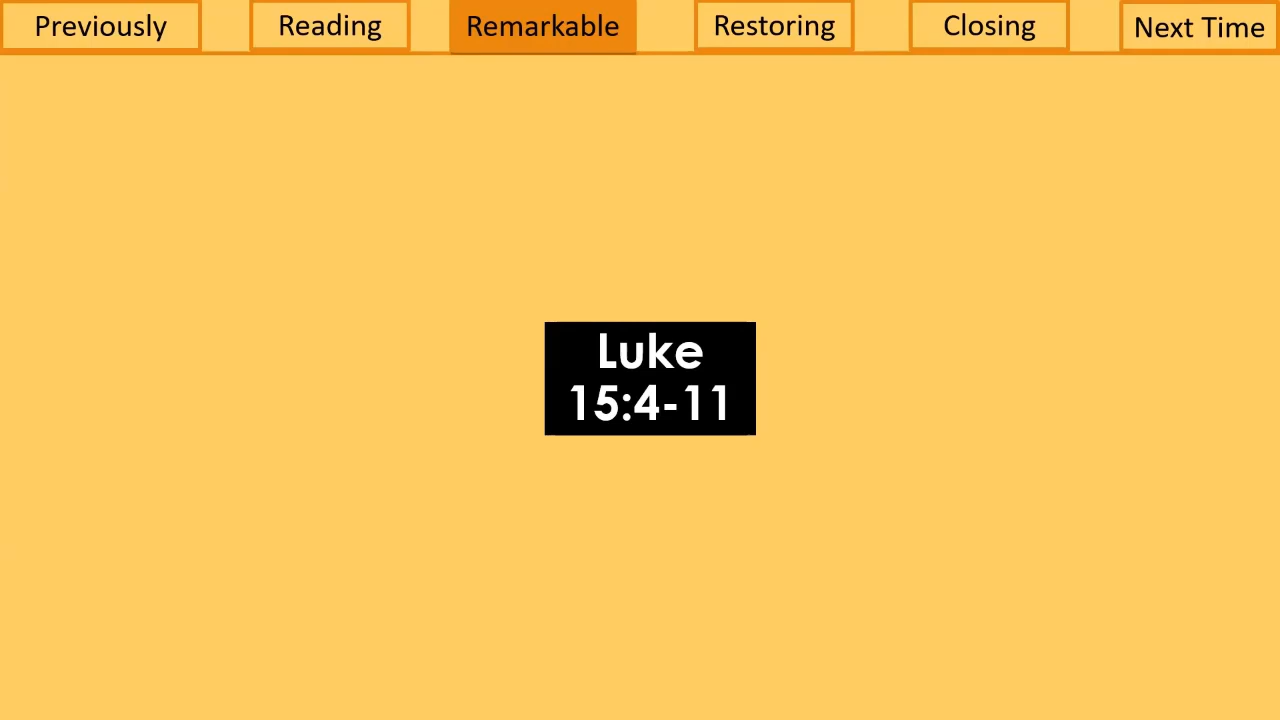 Previously
Reading
Remarkable
Restoring
Closing
Next Time
Luke
15:4-11